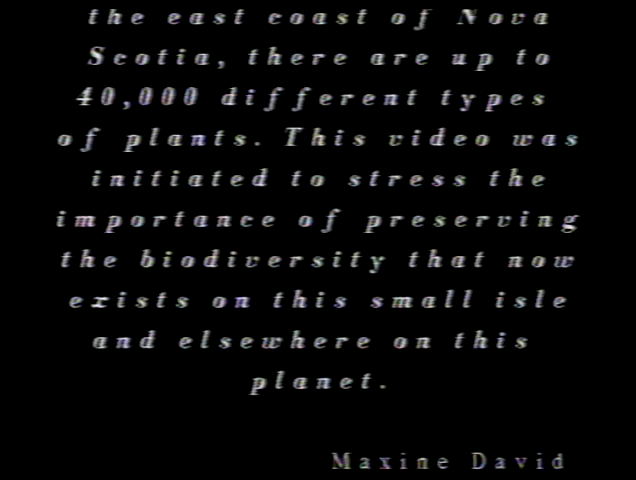 the east coast of Nova
Scotia, there are up to
40,000 different types
of plants. This video was
initiated to stress the
importance of preserving
the biodiversity that now
exists on this small isle
and elsewhere on this
planet.
Maxine David